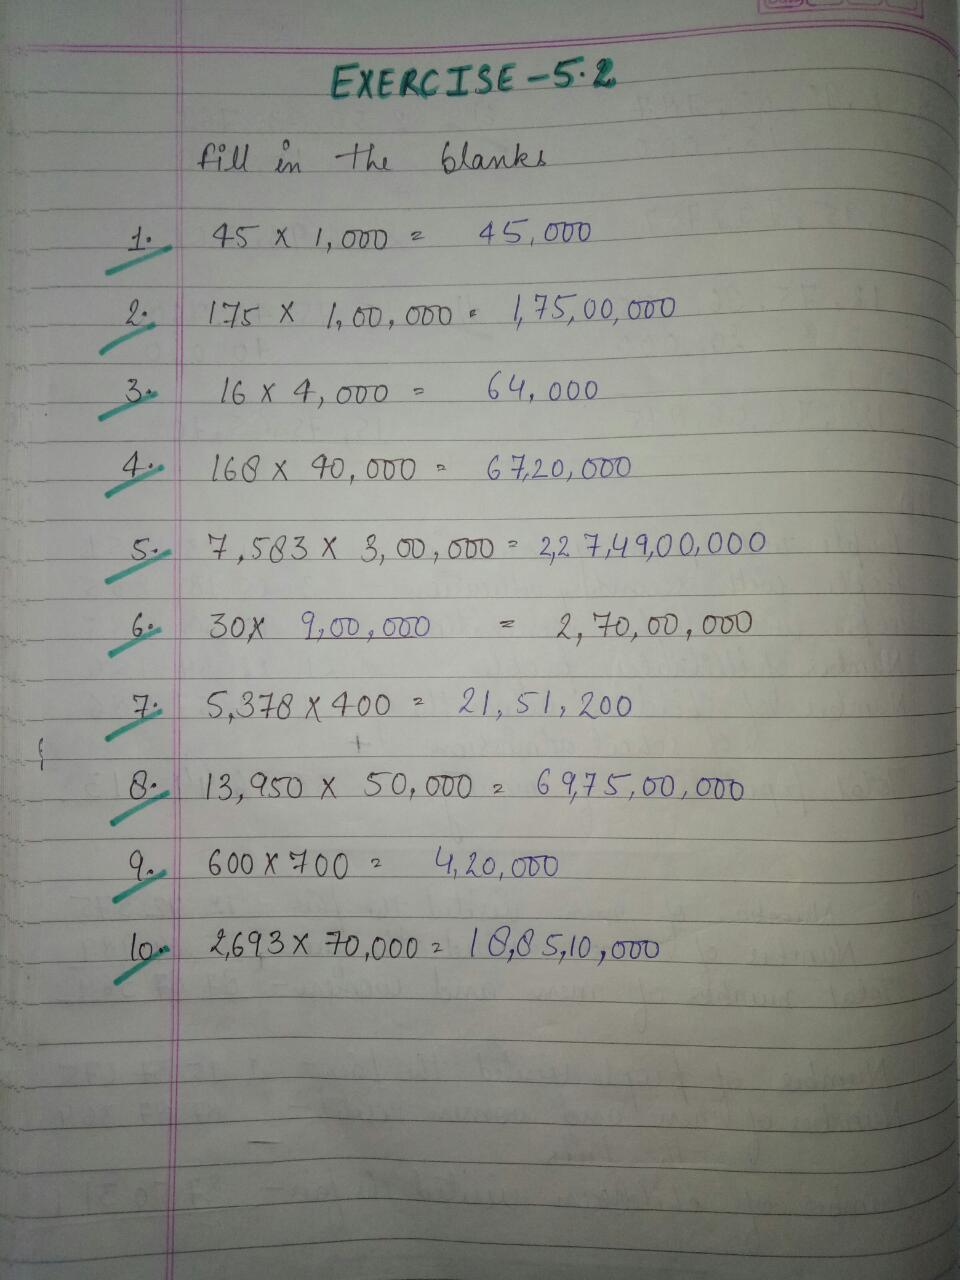 EXERCISE - 5.2
fill in the blanks
1. 45 X 1,000 = 45,000
2. 175 X 1,00,000 = 1,75,00,000
3. 16 X 4,000 = 64,000
4. 168 X 40,000 = 67,20,000
5. 7,583 X 3,00,000 = 2,27,49,00,000
6. 30X 9,00,000 = 2,70,00,000
7. 5,378 X 400 = 21,51,200
8. 13,950 X 50,000 = 69,75,00,000
9. 600 X 700 = 4,20,000
10. 2,693 X 70,000 = 18,85,10,000